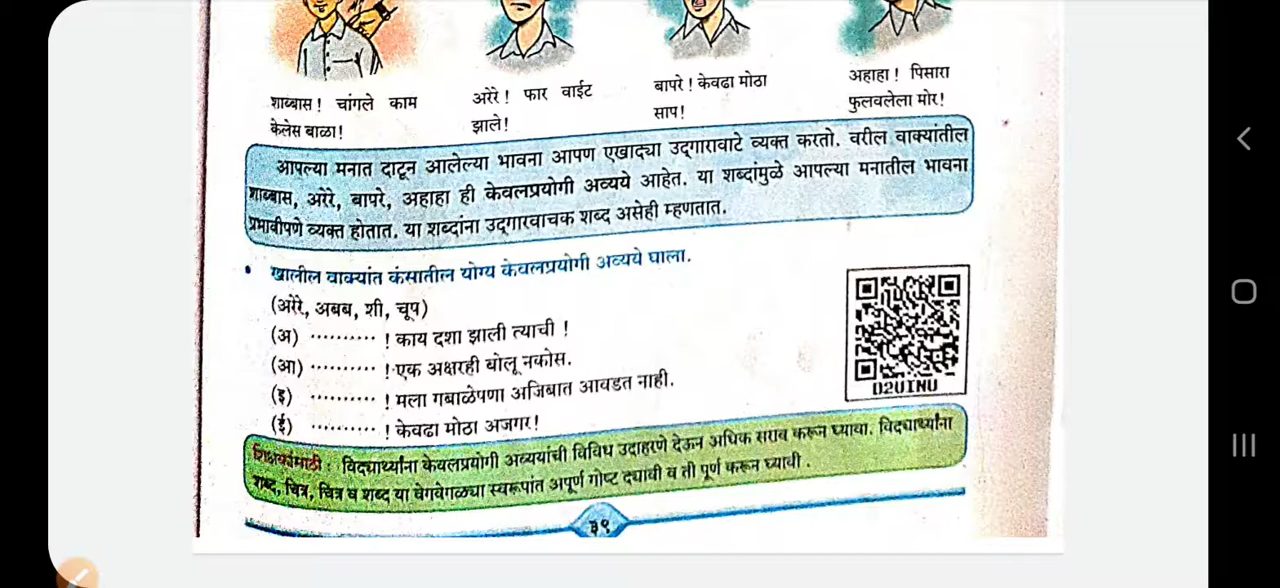 शाब्बास! चांगले काम
केलेस बाळा!
अरेरे! फार वाईट
झाले!
बापरे! केवढा मोठा
साप!
अहाहा! पिसारा
फुलवलेला मोर!
आपल्या मनात दाटून आलेल्या भावना आपण एखाद्या उद्गारावाटे व्यक्त करतो. वरील वाक्यांतील
शाब्बास, अरेरे, बापरे, अहाहा ही केवलप्रयोगी अव्यये आहेत. या शब्दांमुळे आपल्या मनातील भावना
प्रभावीपणे व्यक्त होतात. या शब्दांना उद्गारवाचक शब्द असेही म्हणतात.
• खालील वाक्यांत कंसातील योग्य केवलप्रयोगी अव्यये घाला.
(अरेरे, अबब, शी, चूप)
(अ) .......... ! काय दशा झाली त्याची !
(आ) .......... ! एक अक्षरही बोलू नकोस.
(इ) .......... ! मला गबाळेपणा अजिबात आवडत नाही.
(ई) .......... ! केवढा मोठा अजगर!
D2UINU
शिक्षकांसाठी : विद्यार्थ्यांना केवलप्रयोगी अव्ययांची विविध उदाहरणे देऊन अधिक सराव करून घ्यावा. विद्यार्थ्यांना
शब्द, चित्र, चित्र व शब्द या वेगवेगळ्या स्वरूपांत अपूर्ण गोष्ट द्यावी व ती पूर्ण करून घ्यावी.
३९